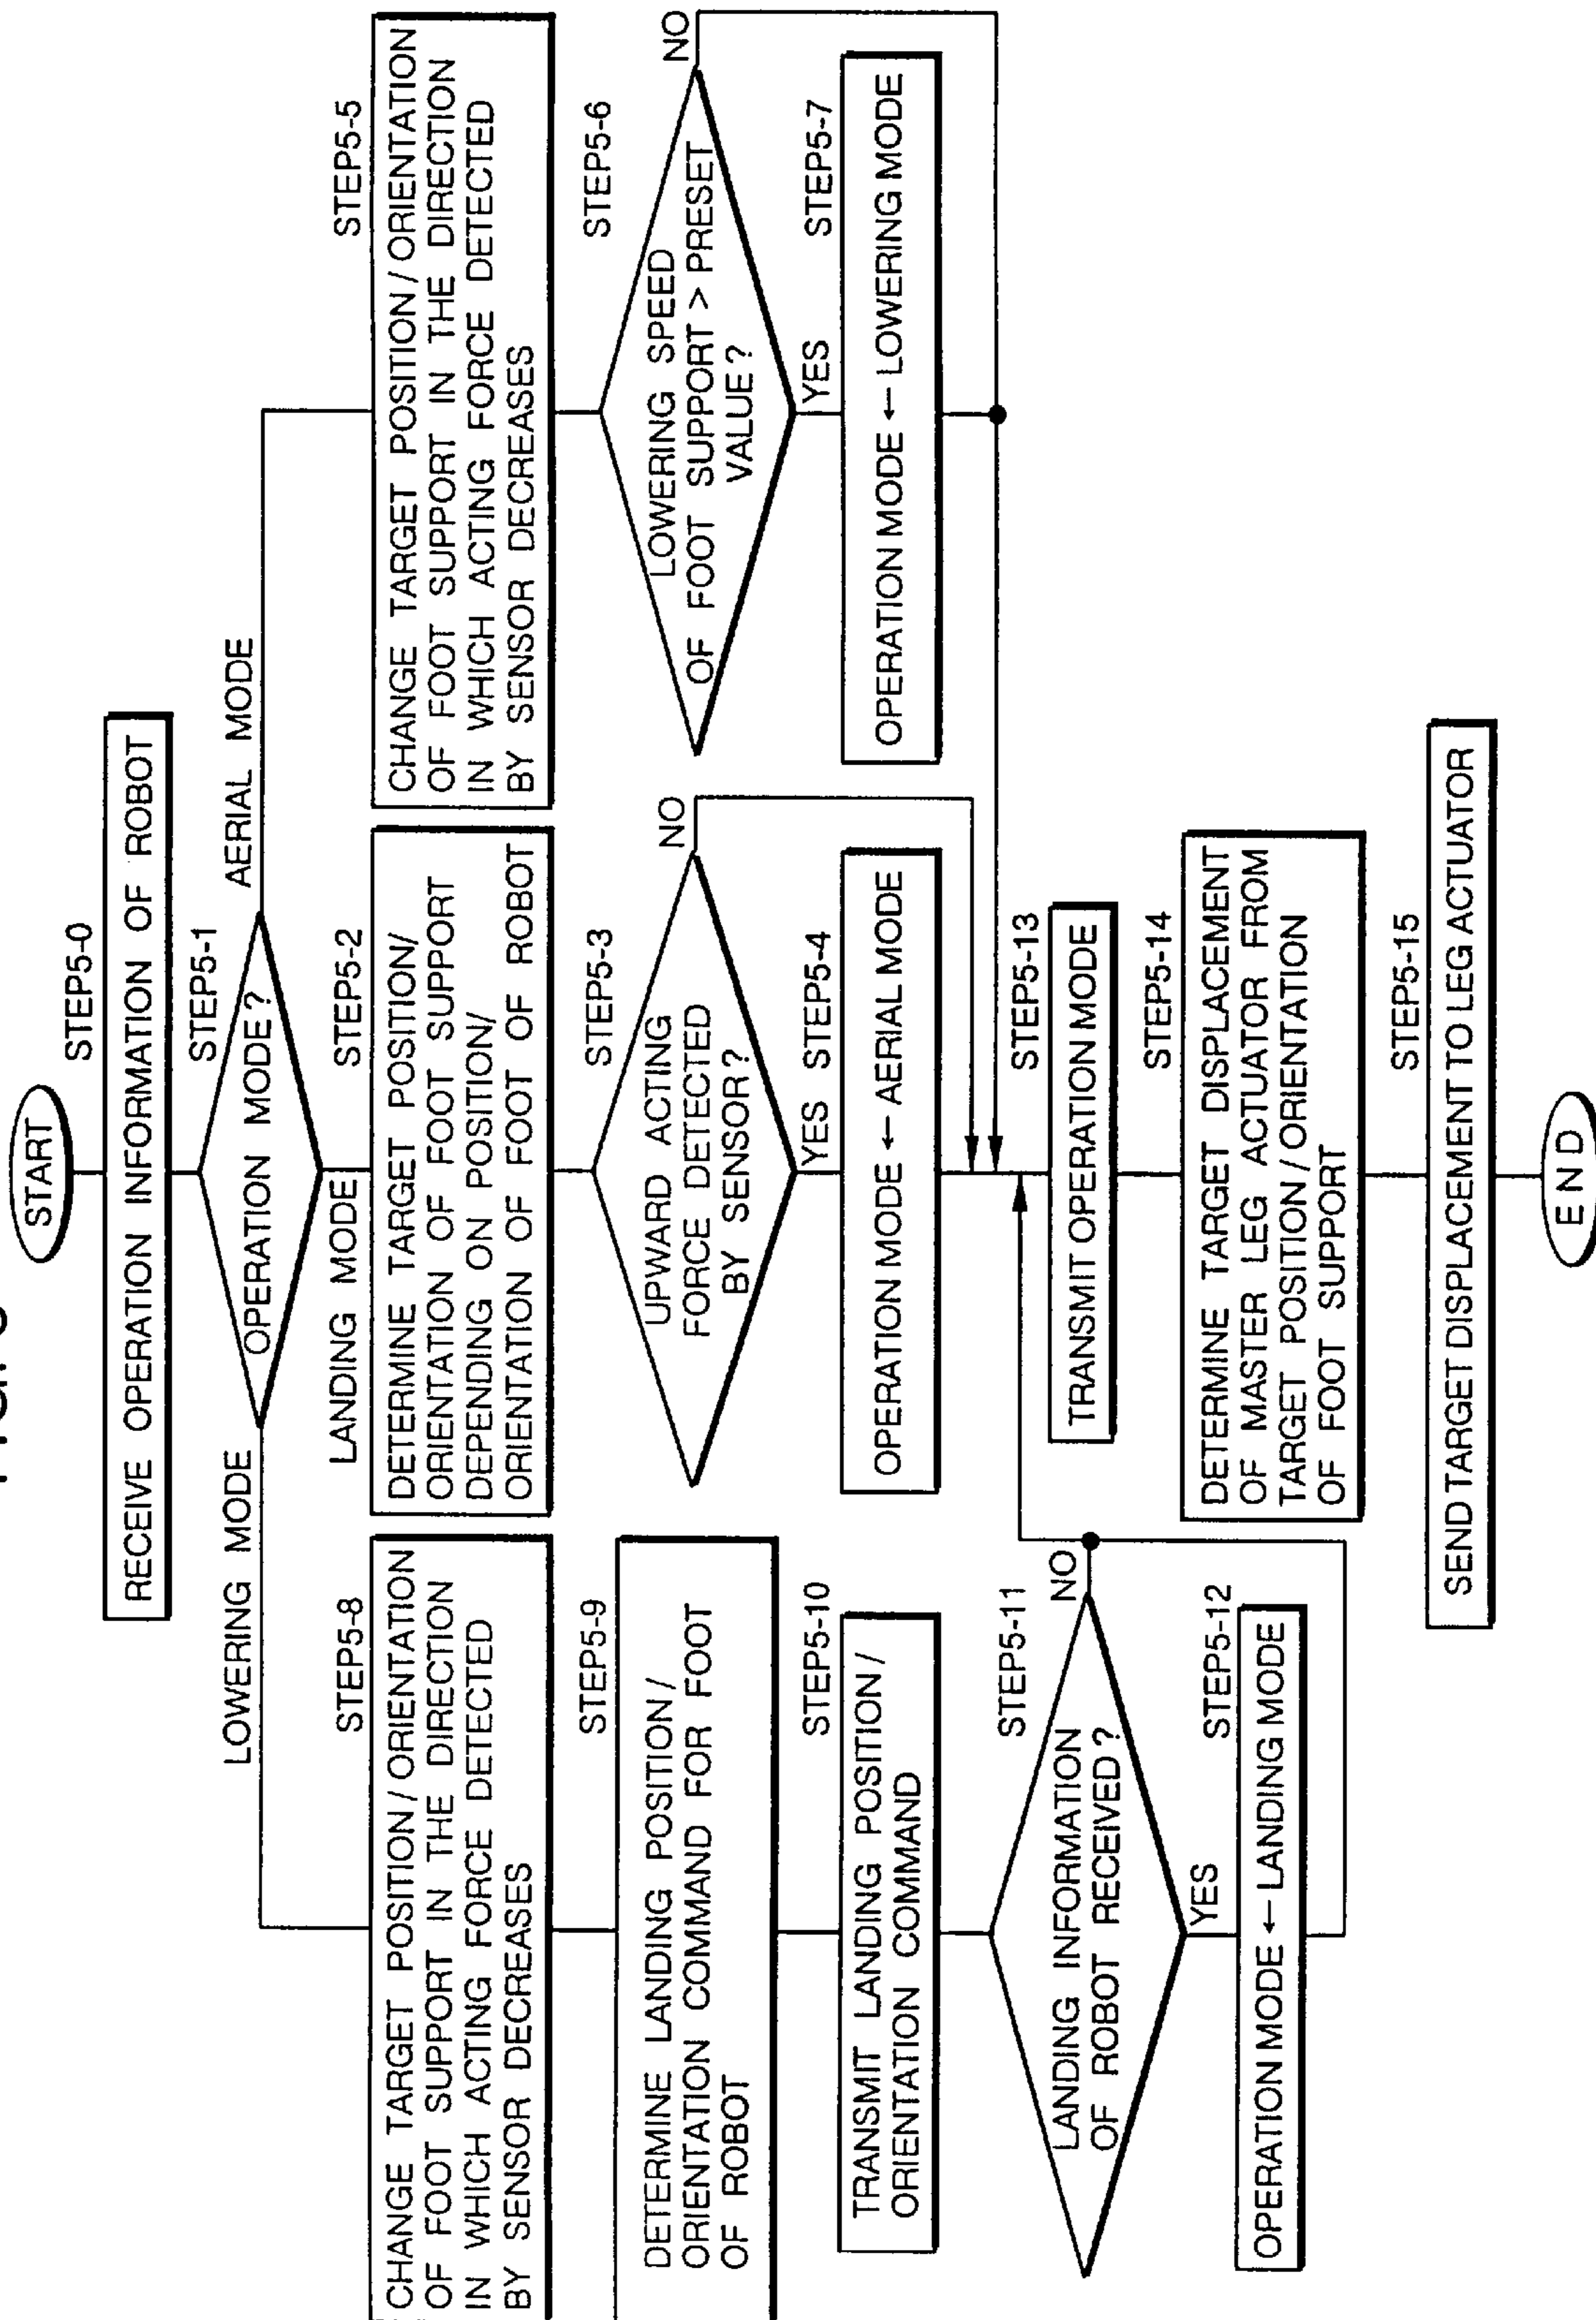 START
STEP5-0
RECEIVE OPERATION INFORMATION OF ROBOT
STEP5-1
OPERATION MODE?
LOWERING MODE
LANDING MODE
AERIAL MODE
STEP5-8
CHANGE TARGET POSITION/ORIENTATION
OF FOOT SUPPORT IN THE DIRECTION
IN WHICH ACTING FORCE DETECTED
BY SENSOR DECREASES
STEP5-9
DETERMINE LANDING POSITION/
ORIENTATION COMMAND FOR FOOT
OF ROBOT
STEP5-10
TRANSMIT LANDING POSITION/
ORIENTATION COMMAND
STEP5-11
LANDING INFORMATION
OF ROBOT RECEIVED?
NO
YES
STEP5-12
OPERATION MODE ← LANDING MODE
STEP5-2
DETERMINE TARGET POSITION/
ORIENTATION OF FOOT SUPPORT
DEPENDING ON POSITION/
ORIENTATION OF FOOT OF ROBOT
STEP5-3
UPWARD ACTING
FORCE DETECTED
BY SENSOR?
NO
YES
STEP5-4
OPERATION MODE ← AERIAL MODE
STEP5-5
CHANGE TARGET POSITION/ORIENTATION
OF FOOT SUPPORT IN THE DIRECTION
IN WHICH ACTING FORCE DETECTED
BY SENSOR DECREASES
STEP5-6
LOWERING SPEED
OF FOOT SUPPORT > PRESET
VALUE?
NO
YES
STEP5-7
OPERATION MODE ← LOWERING MODE
STEP5-13
TRANSMIT OPERATION MODE
STEP5-14
DETERMINE TARGET DISPLACEMENT
OF MASTER LEG ACTUATOR FROM
TARGET POSITION/ORIENTATION
OF FOOT SUPPORT
STEP5-15
SEND TARGET DISPLACEMENT TO LEG ACTUATOR
END